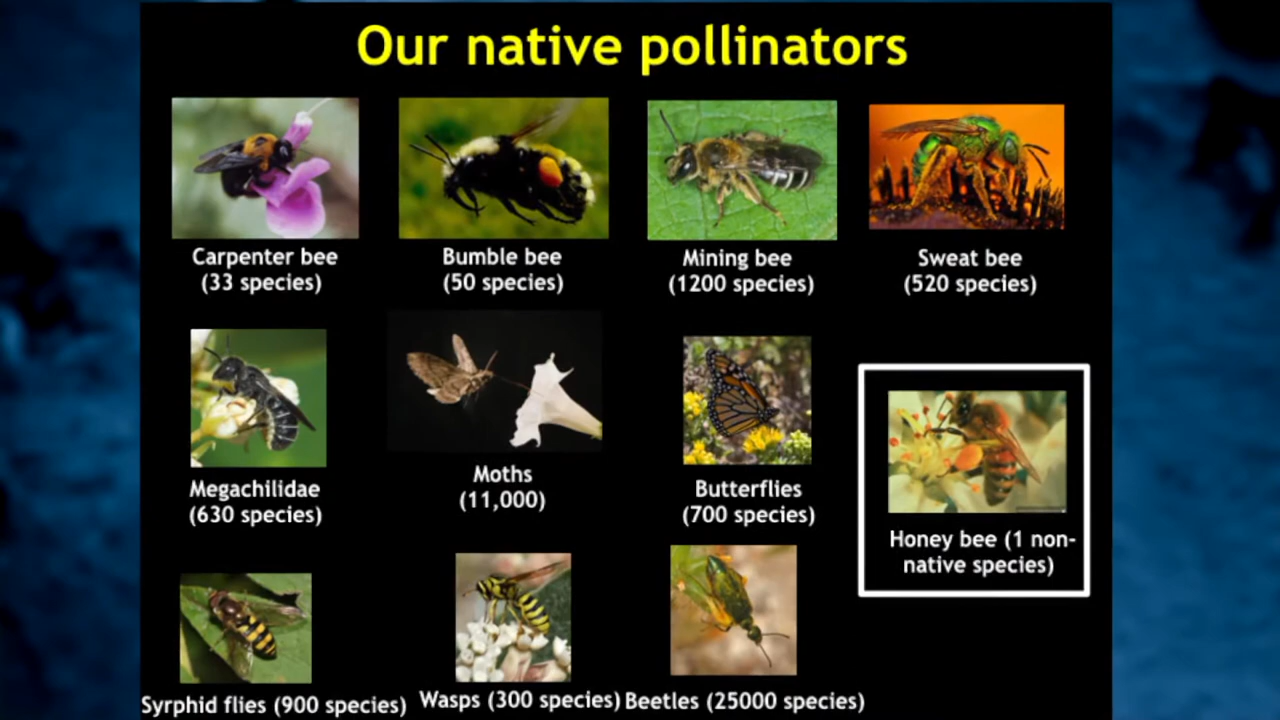 Our native pollinators
Carpenter bee
(33 species)
Bumble bee
(50 species)
Mining bee
(1200 species)
Sweat bee
(520 species)
Megachilidae
(630 species)
Moths
(11,000)
Butterflies
(700 species)
Honey bee (1 non-
native species)
Syrphid flies (900 species)
Wasps (300 species)
Beetles (25000 species)